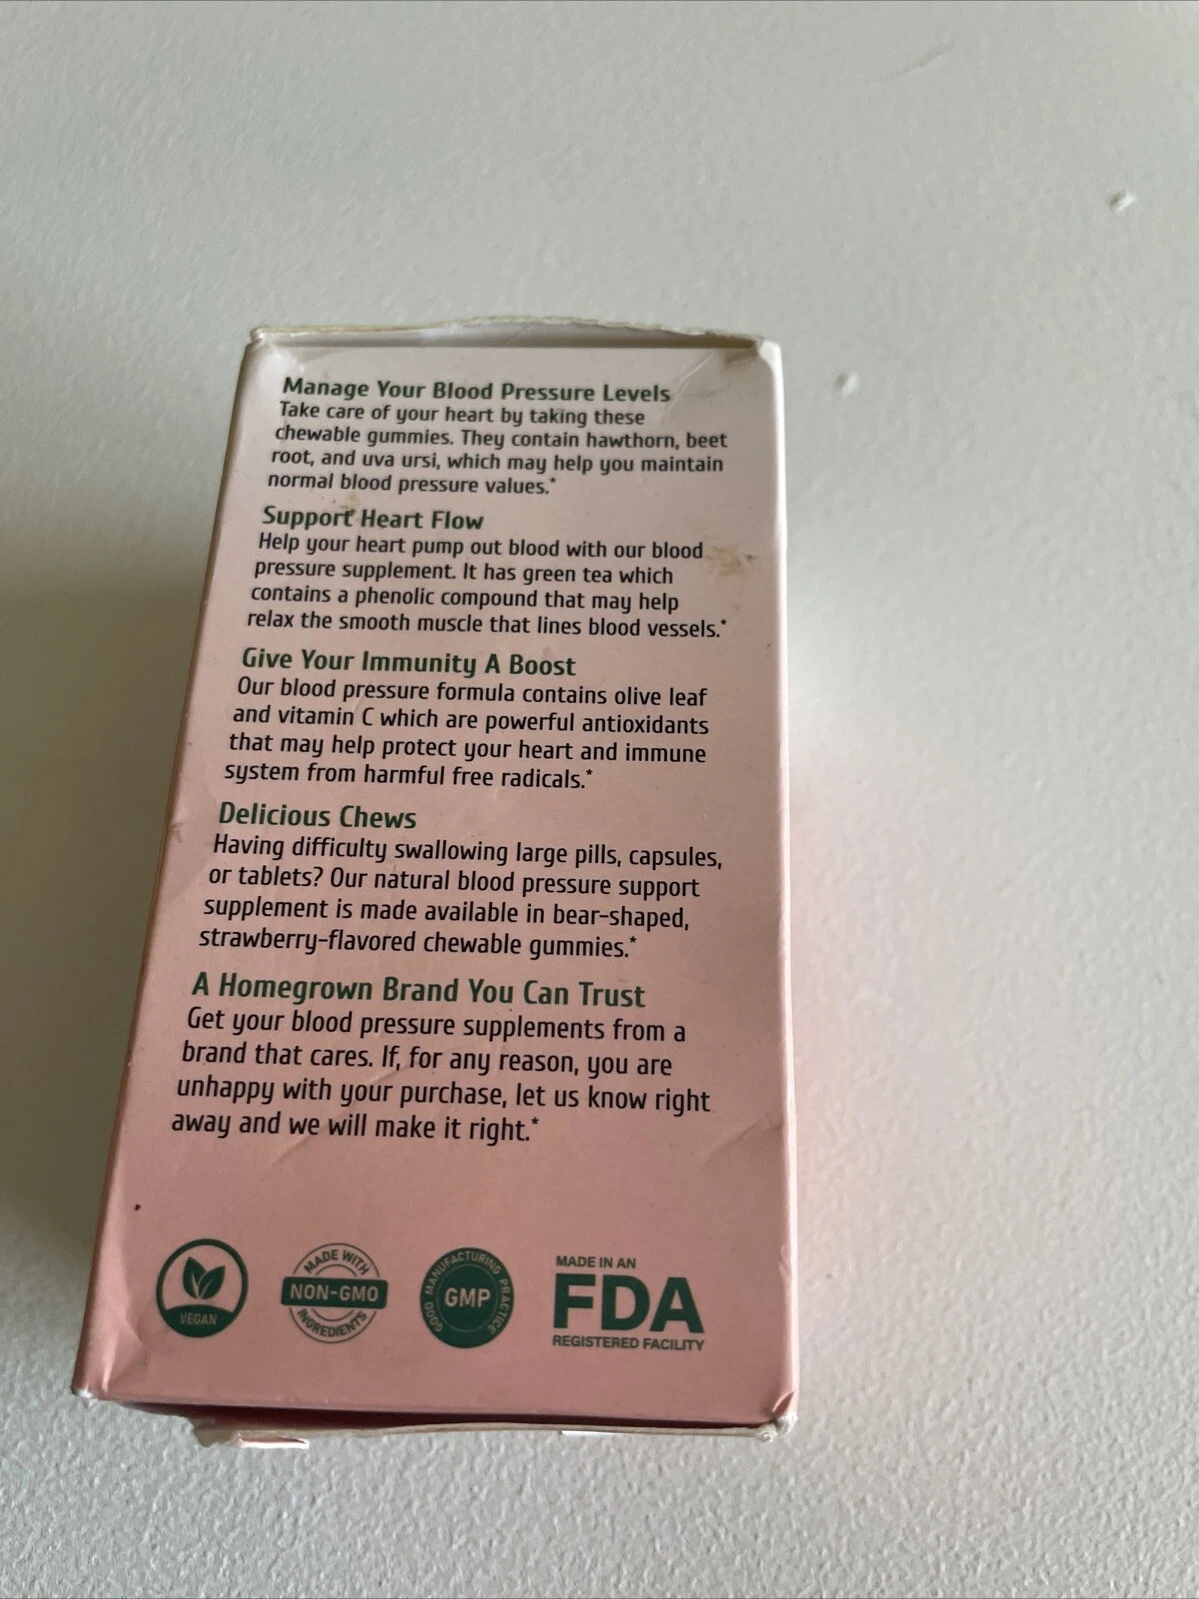 Manage Your Blood Pressure Levels
Take care of your heart by taking these
chewable gummies. They contain hawthorn, beet
root, and uva ursi, which may help you maintain
normal blood pressure values.*
Support Heart Flow
Help your heart pump out blood with our blood
pressure supplement. It has green tea which
contains a phenolic compound that may help
relax the smooth muscle that lines blood vessels.*
Give Your Immunity A Boost
Our blood pressure formula contains olive leaf
and vitamin C which are powerful antioxidants
that may help protect your heart and immune
system from harmful free radicals.*
Delicious Chews
Having difficulty swallowing large pills, capsules,
or tablets? Our natural blood pressure support
supplement is made available in bear-shaped,
strawberry-flavored chewable gummies.*
A Homegrown Brand You Can Trust
Get your blood pressure supplements from a
brand that cares. If, for any reason, you are
unhappy with your purchase, let us know right
away and we will make it right.*
VEGAN
MADE WITH
NON-GMO
INGREDIENTS
GOOD MANUFACTURING PRACTICE
GMP
MADE IN AN
FDA
REGISTERED FACILITY